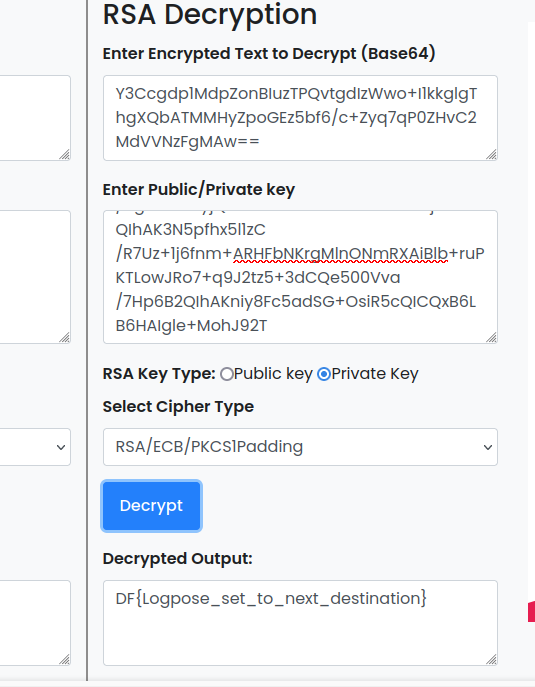 RSA Decryption
Enter Encrypted Text to Decrypt (Base64)
Y3Ccgdp1MdpZonBIuzTPQvtgdIzWwo+I1kkglgT
hgXQbATMMHyZpoGEz5bf6/c+Zyq7qP0ZHvC2
MdVVNzFgMAw==
Enter Public/Private key
QIhAK3N5pfhx5l1zC
/R7Uz+1j6fnm+ARHFbNKrgMlnONmRXAiBlb+ruP
KTLowJRo7+q9J2tz5+3dCQe500Vva
/7Hp6B2QIhAKniy8Fc5adSG+OsiR5cQICQxB6L
B6HAIgle+MohJ92T
RSA Key Type: Public key Private Key
Select Cipher Type
RSA/ECB/PKCS1Padding
Decrypt
Decrypted Output:
DF{Logpose_set_to_next_destination}